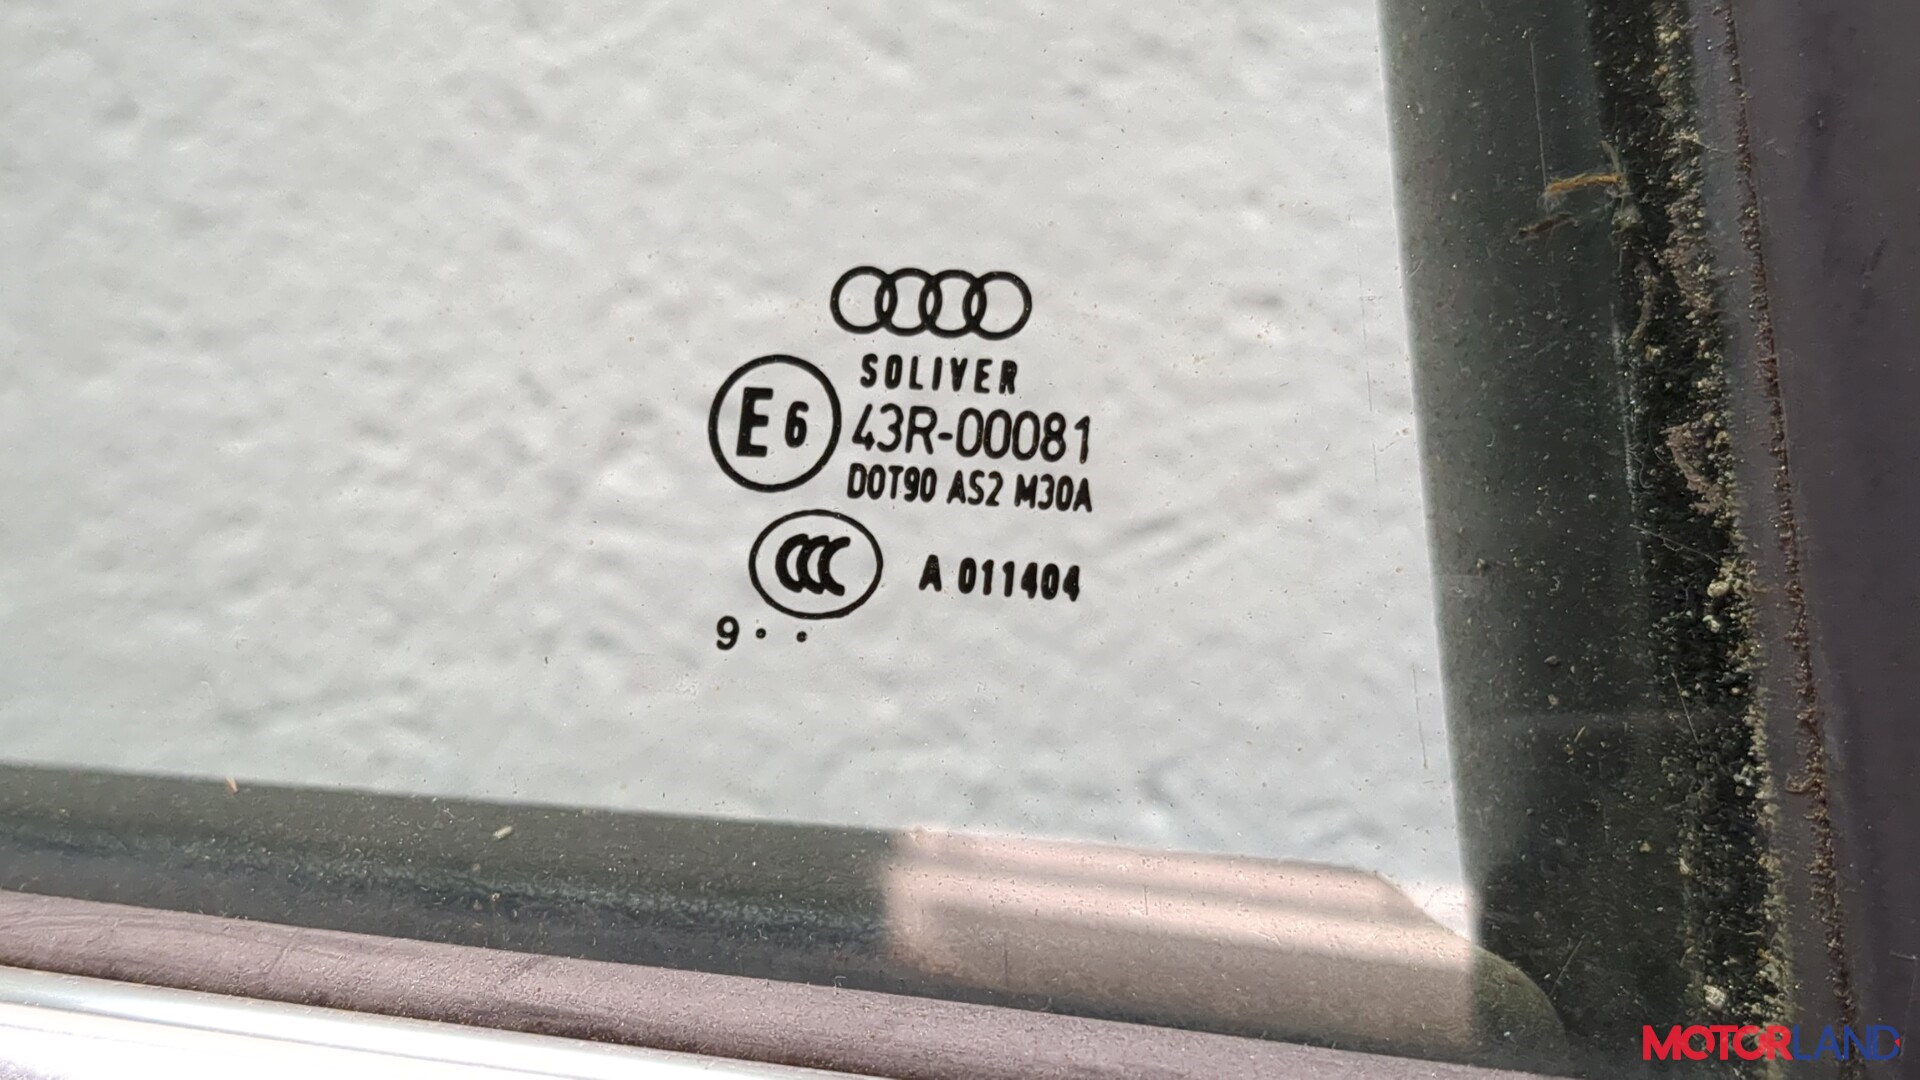 SOLIVER
E6 43R-00081
DOT90 AS2 M30A
CCC A 011404
9 • •
MOTORLAND